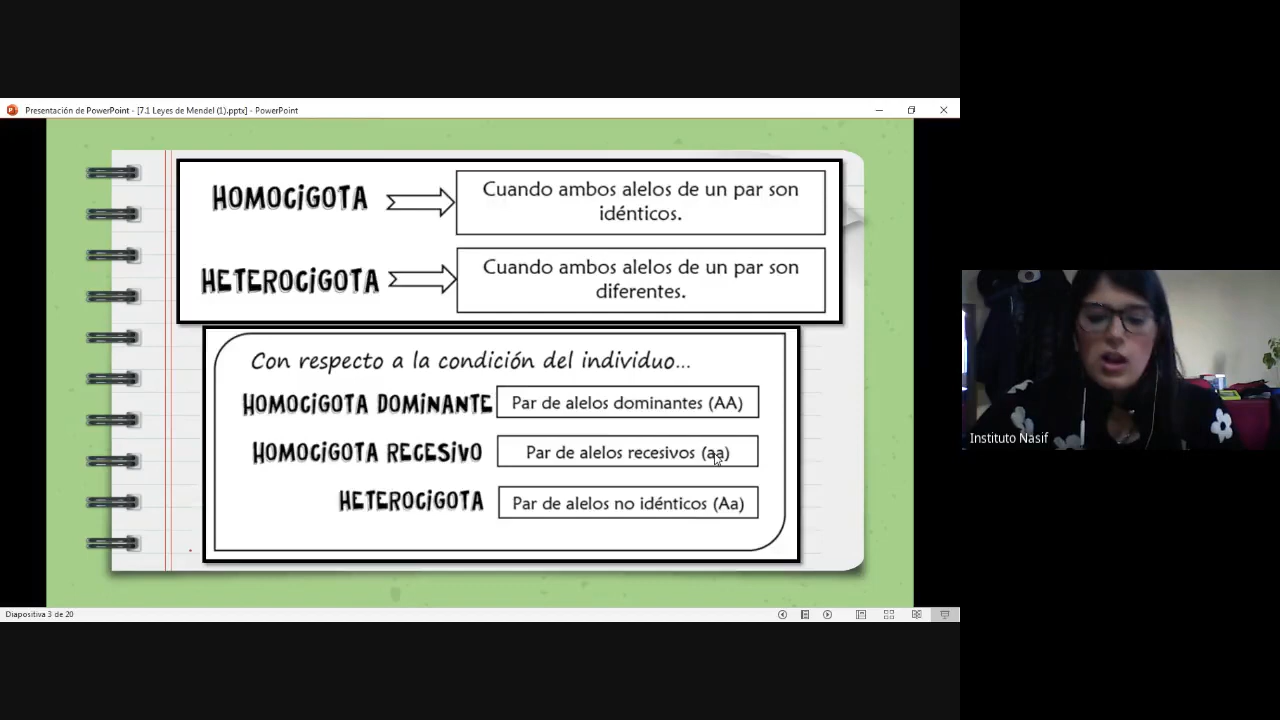 Presentación de PowerPoint - [7.1 Leyes de Mendel (1).pptx] - PowerPoint
HOMOCiGOTA
Cuando ambos alelos de un par son
idénticos.
HETEROCiGOTA
Cuando ambos alelos de un par son
diferentes.
Con respecto a la condición del individuo...
HOMOCiGOTA DOMiNANTE
Par de alelos dominantes (AA)
HOMOCiGOTA RECESiVO
Par de alelos recesivos (aa)
HETEROCiGOTA
Par de alelos no idénticos (Aa)
Instituto Nasif
Diapositiva 3 de 20